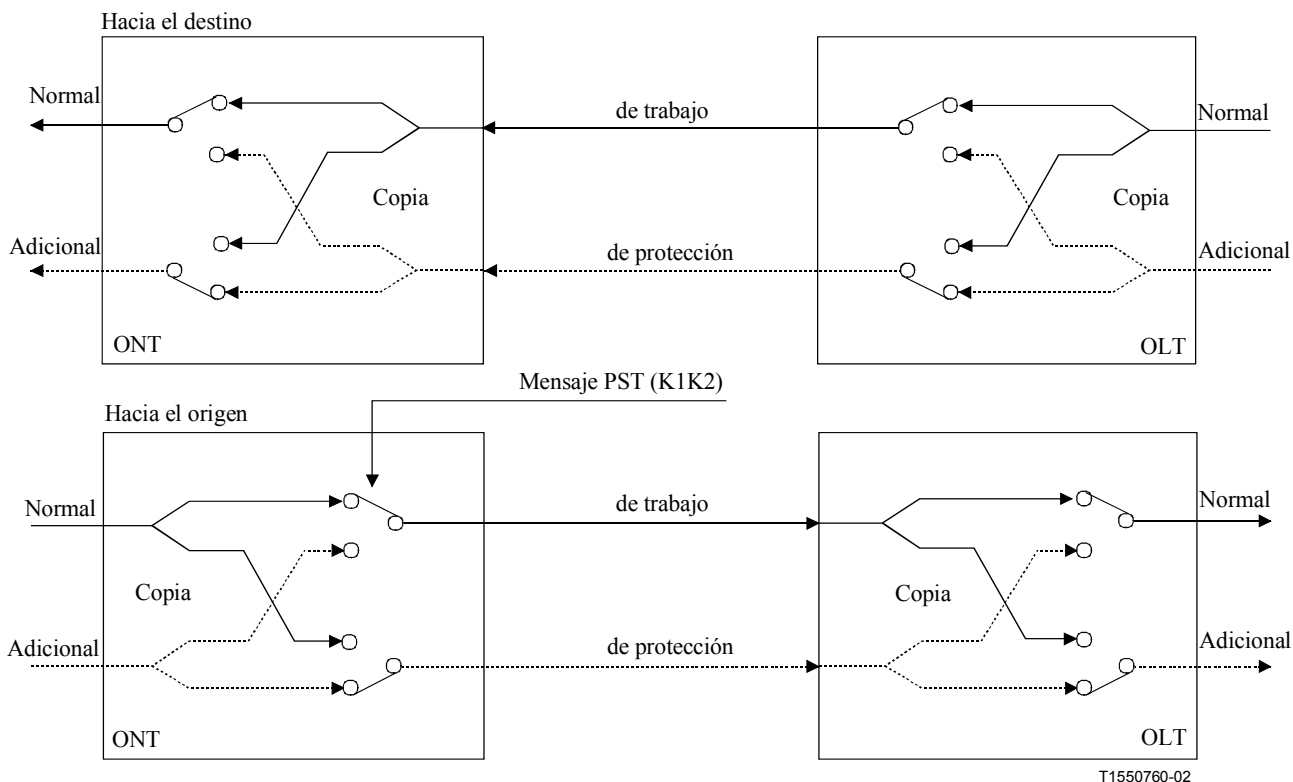 Hacia el destino
Normal
de trabajo
Normal
Copia
Copia
Adicional
de protección
Adicional
ONT
OLT
Mensaje PST (K1K2)
Hacia el origen
Normal
de trabajo
Normal
Copia
Copia
Adicional
de protección
Adicional
ONT
OLT
T1550760-02